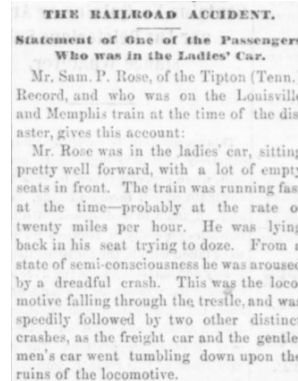 THE RAILROAD ACCIDENT.
Statement of One of the Passengers
Who was in the Ladies' Car.
Mr. Sam. P. Rose, of the Tipton (Tenn.
Record, and who was on the Louisvill
and Memphis train at the time of the dis
aster, gives this account:
Mr. Rose was in the ladies' car, sitting
pretty well forward, with a lot of empty
seats in front. The train was running fas
at the time—probably at the rate o
twenty miles per hour. He was lying
back in his seat trying to doze. From a
state of semi-consciousness he was aroused
by a dreadful crash. This was the loco
motive falling through the trestle, and was
speedily followed by two other distinc
crashes, as the freight car and the gentle
men's car went tumbling down upon the
ruins of the locomotive.